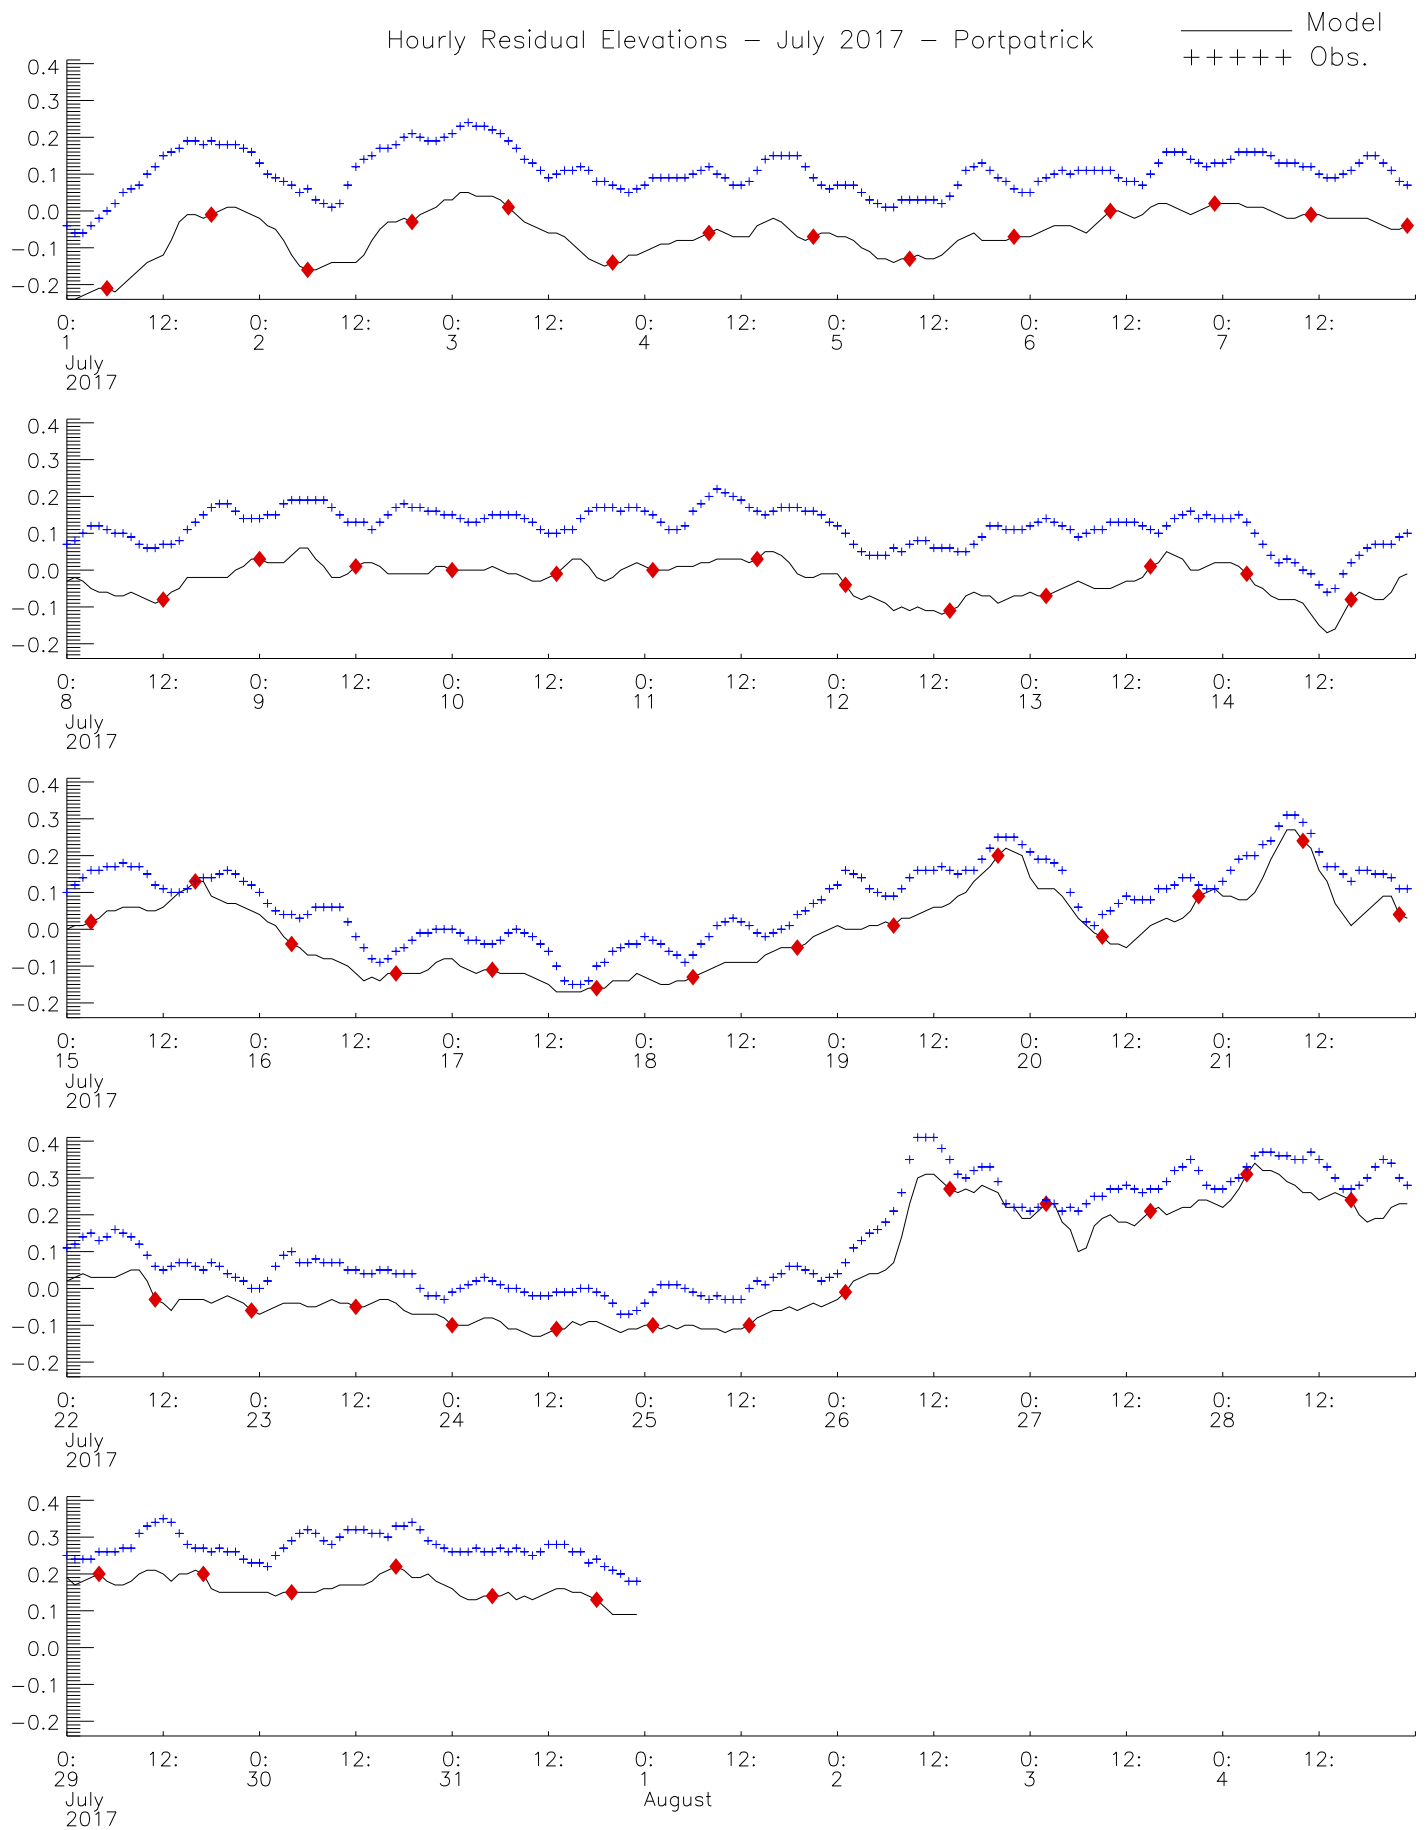 Hourly Residual Elevations − July 2017 − Portpatrick
Model
+++++ Obs.
0.4
0.3
0.2
0.1
0.0
−0.1
−0.2
0: 12: 0: 12: 0: 12: 0: 12: 0: 12: 0: 12: 0: 12:
1 2 3 4 5 6 7
July
2017
0.4
0.3
0.2
0.1
0.0
−0.1
−0.2
0: 12: 0: 12: 0: 12: 0: 12: 0: 12: 0: 12: 0: 12:
8 9 10 11 12 13 14
July
2017
0.4
0.3
0.2
0.1
0.0
−0.1
−0.2
0: 12: 0: 12: 0: 12: 0: 12: 0: 12: 0: 12: 0: 12:
15 16 17 18 19 20 21
July
2017
0.4
0.3
0.2
0.1
0.0
−0.1
−0.2
0: 12: 0: 12: 0: 12: 0: 12: 0: 12: 0: 12: 0: 12:
22 23 24 25 26 27 28
July
2017
0.4
0.3
0.2
0.1
0.0
−0.1
−0.2
0: 12: 0: 12: 0: 12: 0: 12: 0: 12: 0: 12: 0: 12:
29 30 31 1 2 3 4
July August
2017